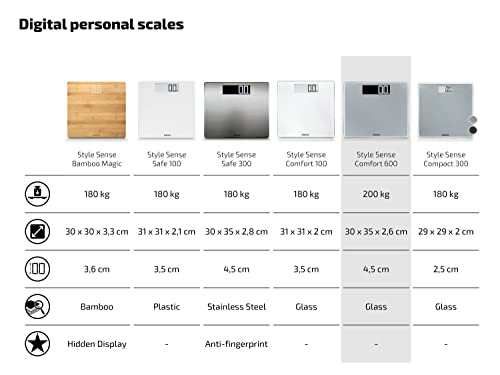 Digital personal scales
Style Sense Bamboo Magic
Style Sense Safe 100
Style Sense Safe 300
Style Sense Comfort 100
Style Sense Comfort 600
Style Sense Compact 300
180 kg 180 kg 180 kg 180 kg 200 kg 180 kg
30 x 30 x 3,3 cm 31 x 31 x 2,1 cm 30 x 35 x 2,8 cm 31 x 31 x 2 cm 30 x 35 x 2,6 cm 29 x 29 x 2 cm
3,6 cm 3,5 cm 4,5 cm 3,5 cm 4,5 cm 2,5 cm
Bamboo Plastic Stainless Steel Glass Glass Glass
Hidden Display - Anti-fingerprint - - -